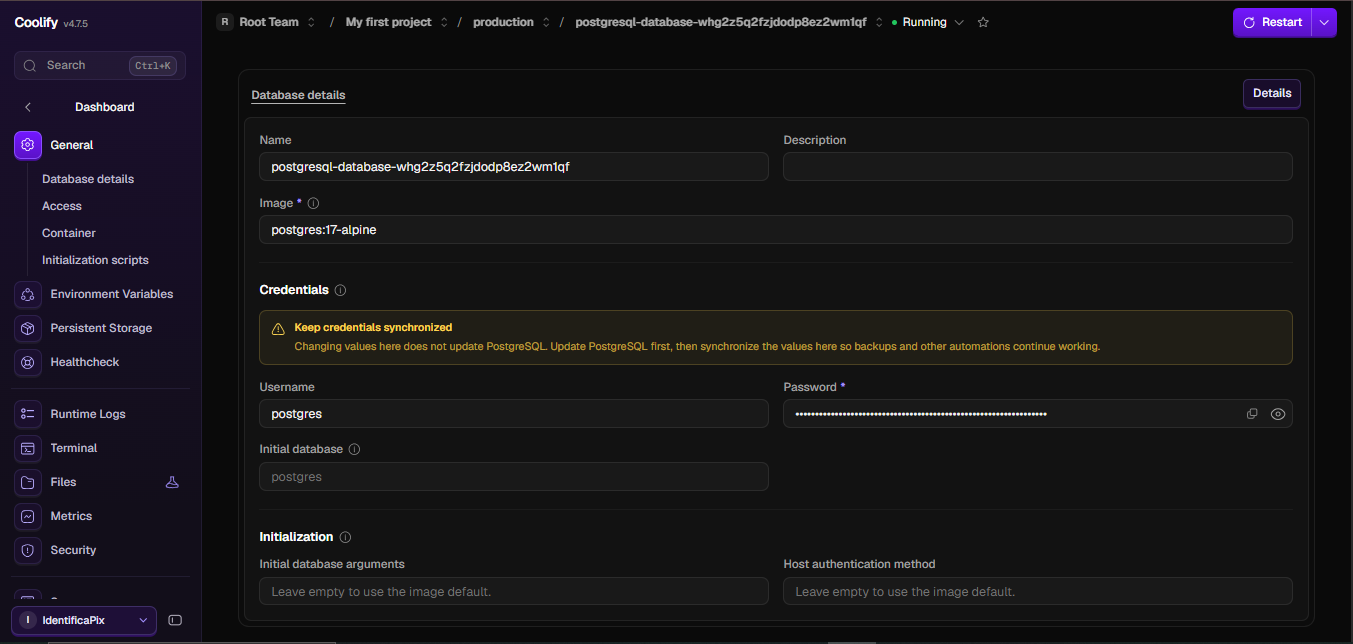 Coolify v4.7.5
R Root Team / My first project / production / postgresql-database-whg2z5q2fzjdodp8ez2wm1qf Running
Restart
Search Ctrl+K
Dashboard
General
Database details
Access
Container
Initialization scripts
Environment Variables
Persistent Storage
Healthcheck
Runtime Logs
Terminal
Files
Metrics
Security
I IdentificaPix
Database details
Details
Name
postgresql-database-whg2z5q2fzjdodp8ez2wm1qf
Description
Image *
postgres:17-alpine
Credentials
Keep credentials synchronized
Changing values here does not update PostgreSQL. Update PostgreSQL first, then synchronize the values here so backups and other automations continue working.
Username
postgres
Password *
Initial database
postgres
Initialization
Initial database arguments
Leave empty to use the image default.
Host authentication method
Leave empty to use the image default.